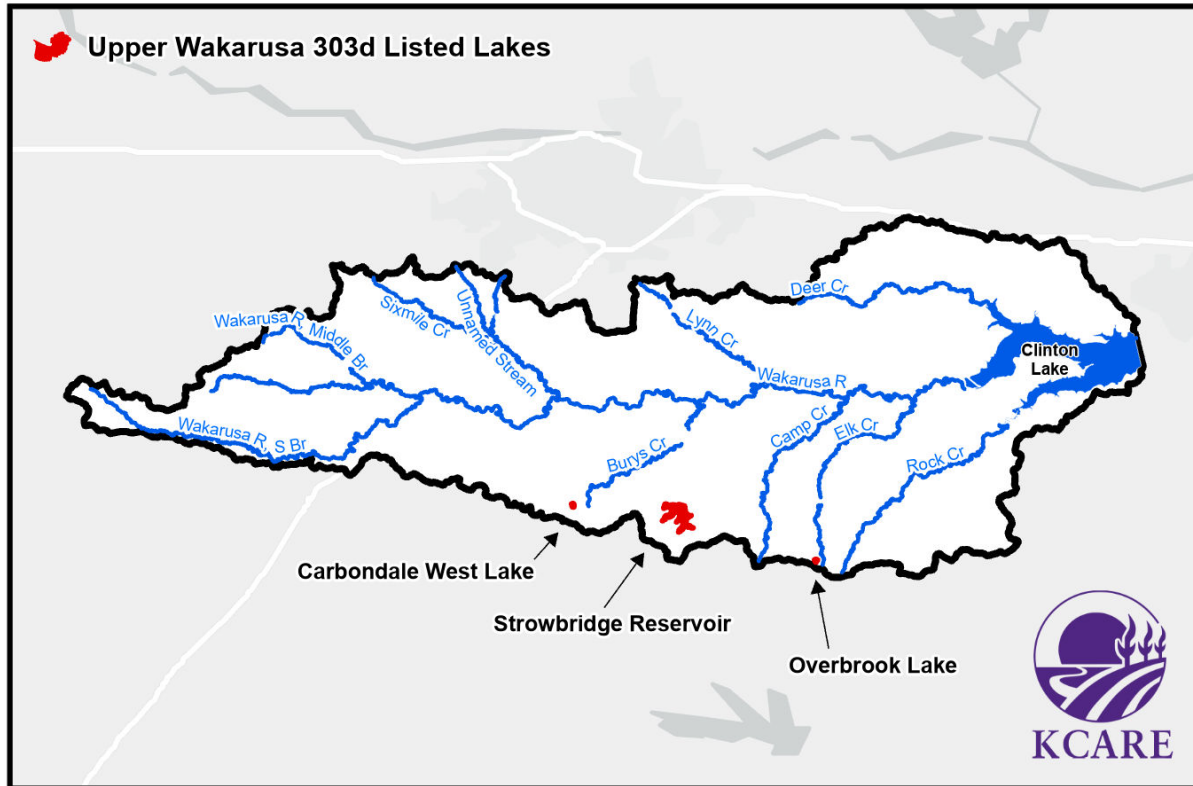 Upper Wakarusa 303d Listed Lakes
Deer Cr
Sixmile Cr
Unnamed Stream
Wakarusa R, Middle Br
Lynn Cr
Clinton
Lake
Wakarusa R
Wakarusa R, S Br
Camp Cr
Elk Cr
Burys Cr
Rock Cr
Carbondale West Lake
Strowbridge Reservoir
Overbrook Lake
KCARE